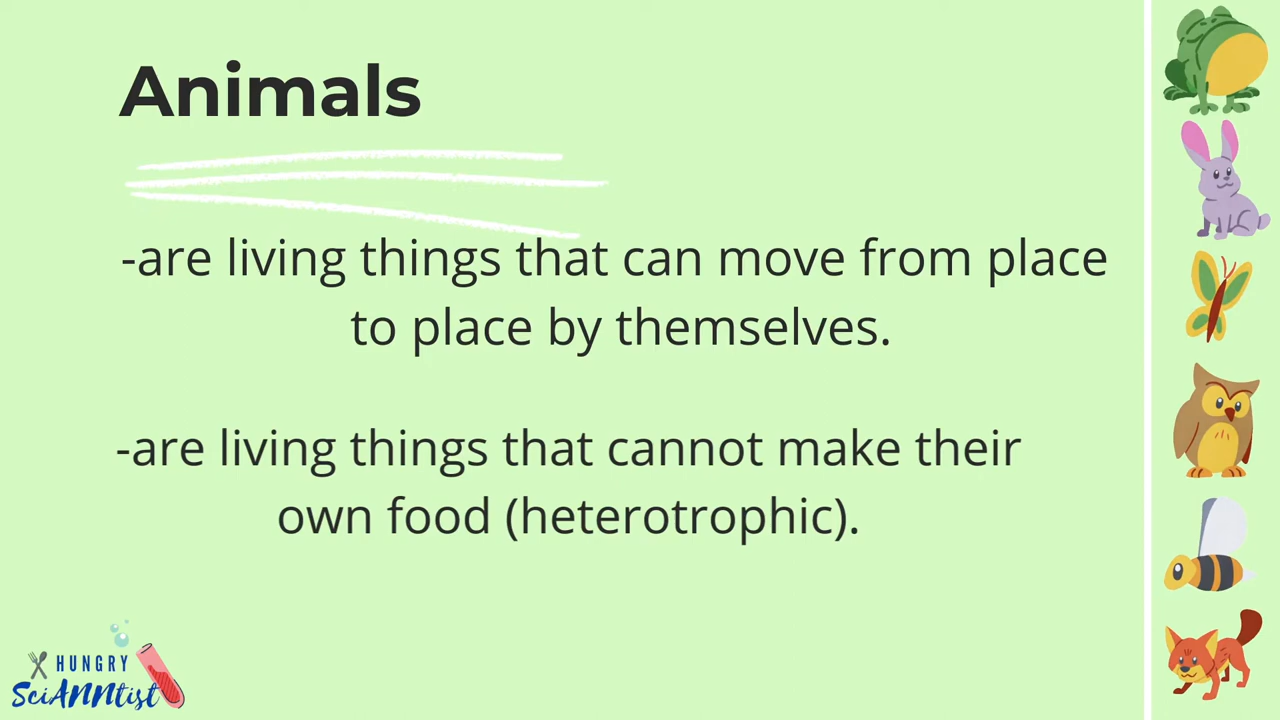 Animals
-are living things that can move from place
to place by themselves.
-are living things that cannot make their
own food (heterotrophic).
HUNGRY
SciANNtist